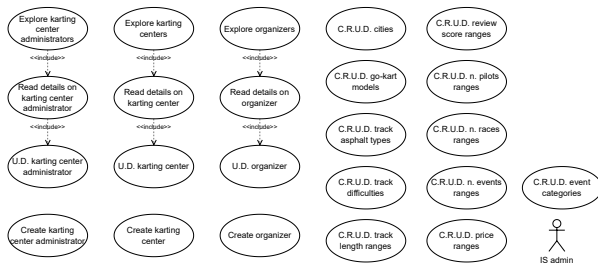 Explore karting
center
administrators
Explore karting
centers
Explore organizers
C.R.U.D. cities
C.R.U.D. review
score ranges
<<include>>
<<include>>
<<include>>
Read details on
karting center
administrator
Read details on
karting center
Read details on
organizer
C.R.U.D. go-kart
models
C.R.U.D. n. pilots
ranges
<<include>>
<<include>>
<<include>>
C.R.U.D. track
asphalt types
C.R.U.D. n. races
ranges
U.D. karting center
administrator
U.D. karting center
U.D. organizer
C.R.U.D. track
difficulties
C.R.U.D. n. events
ranges
C.R.U.D. event
categories
Create karting
center administrator
Create karting
center
Create organizer
C.R.U.D. track
length ranges
C.R.U.D. price
ranges
IS admin